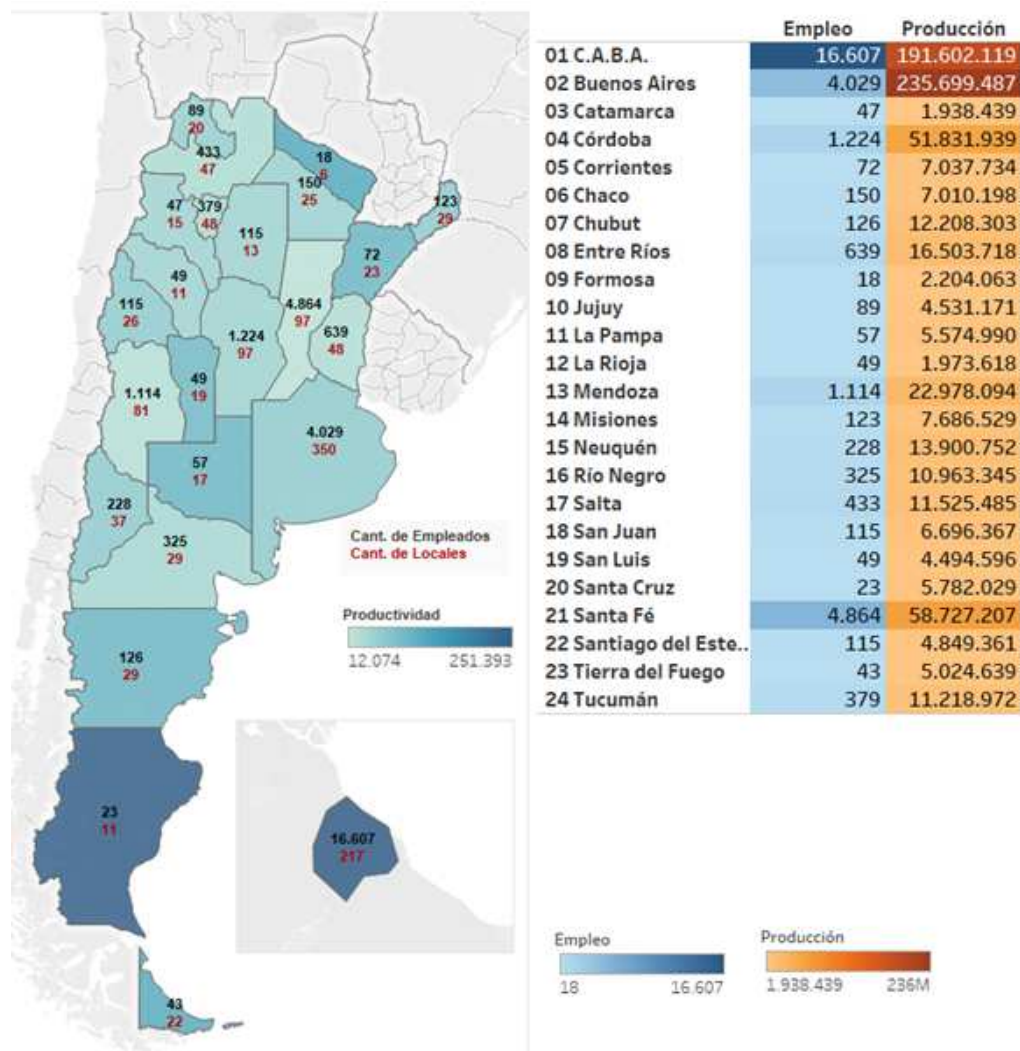 89
20
433
47
18
6
150
25
123
29
47
15
379
48
115
13
72
23
49
11
115
26
4.864
97
1.224
97
639
48
1.114
81
49
19
4.029
350
57
17
228
37
325
29
Cant. de Empleados
Cant. de Locales
Productividad
12.074 251.393
126
29
23
11
16.607
217
43
22
Empleo Producción
01 C.A.B.A. 16.607 191.602.119
02 Buenos Aires 4.029 235.699.487
03 Catamarca 47 1.938.439
04 Córdoba 1.224 51.831.939
05 Corrientes 72 7.037.734
06 Chaco 150 7.010.198
07 Chubut 126 12.208.303
08 Entre Ríos 639 16.503.718
09 Formosa 18 2.204.063
10 Jujuy 89 4.531.171
11 La Pampa 57 5.574.990
12 La Rioja 49 1.973.618
13 Mendoza 1.114 22.978.094
14 Misiones 123 7.686.529
15 Neuquén 228 13.900.752
16 Río Negro 325 10.963.345
17 Salta 433 11.525.485
18 San Juan 115 6.696.367
19 San Luis 49 4.494.596
20 Santa Cruz 23 5.782.029
21 Santa Fé 4.864 58.727.207
22 Santiago del Este.. 115 4.849.361
23 Tierra del Fuego 43 5.024.639
24 Tucumán 379 11.218.972
Empleo
18 16.607
Producción
1.938.439 236M